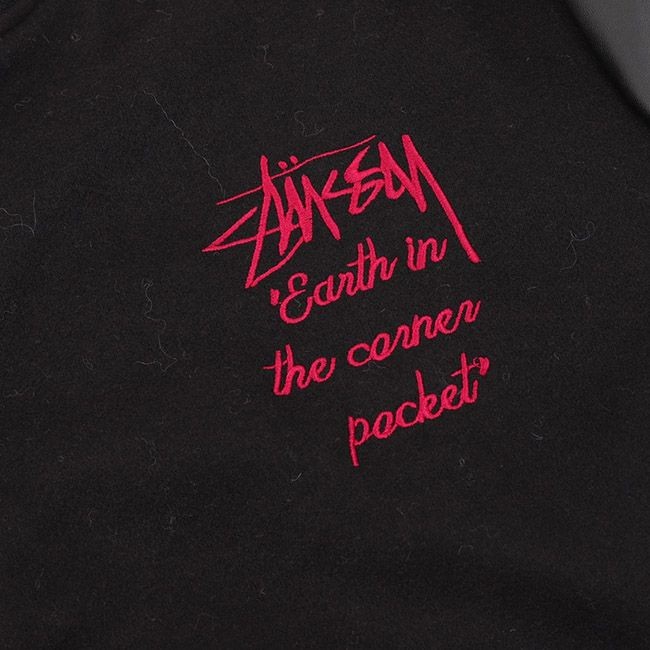 Stüssy
'Earth in
the corner
pocket'